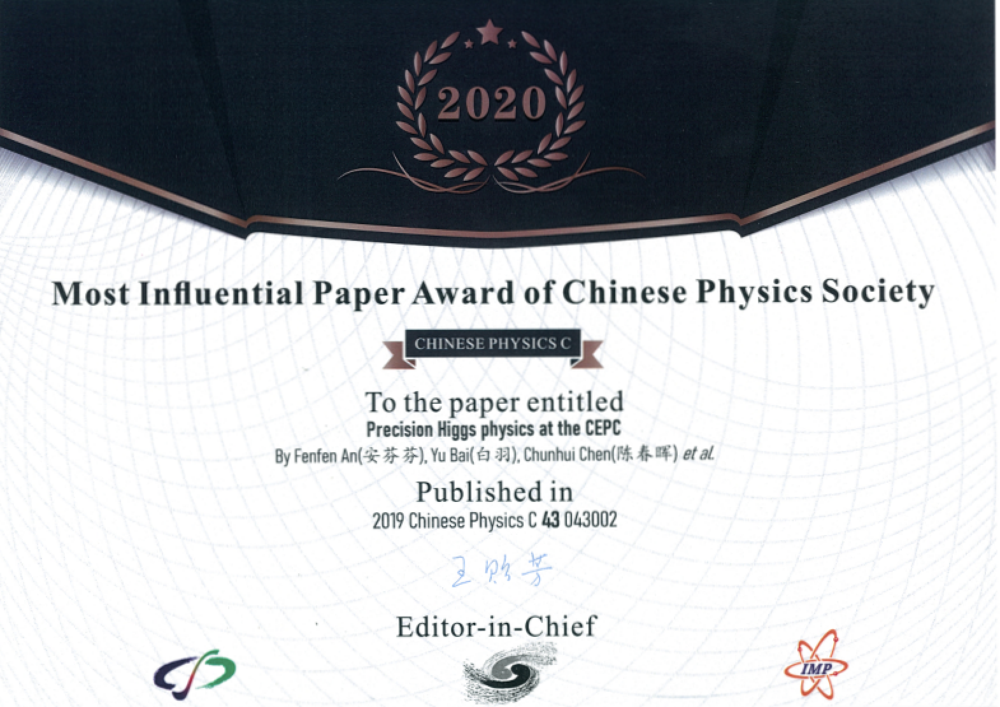 2020
Most Influential Paper Award of Chinese Physics Society
CHINESE PHYSICS C
To the paper entitled
Precision Higgs physics at the CEPC
By Fenfen An(安芬芬), Yu Bai(白羽), Chunhui Chen(陈春晖) et al.
Published in
2019 Chinese Physics C 43 043002
王贻芳
Editor-in-Chief
IMP